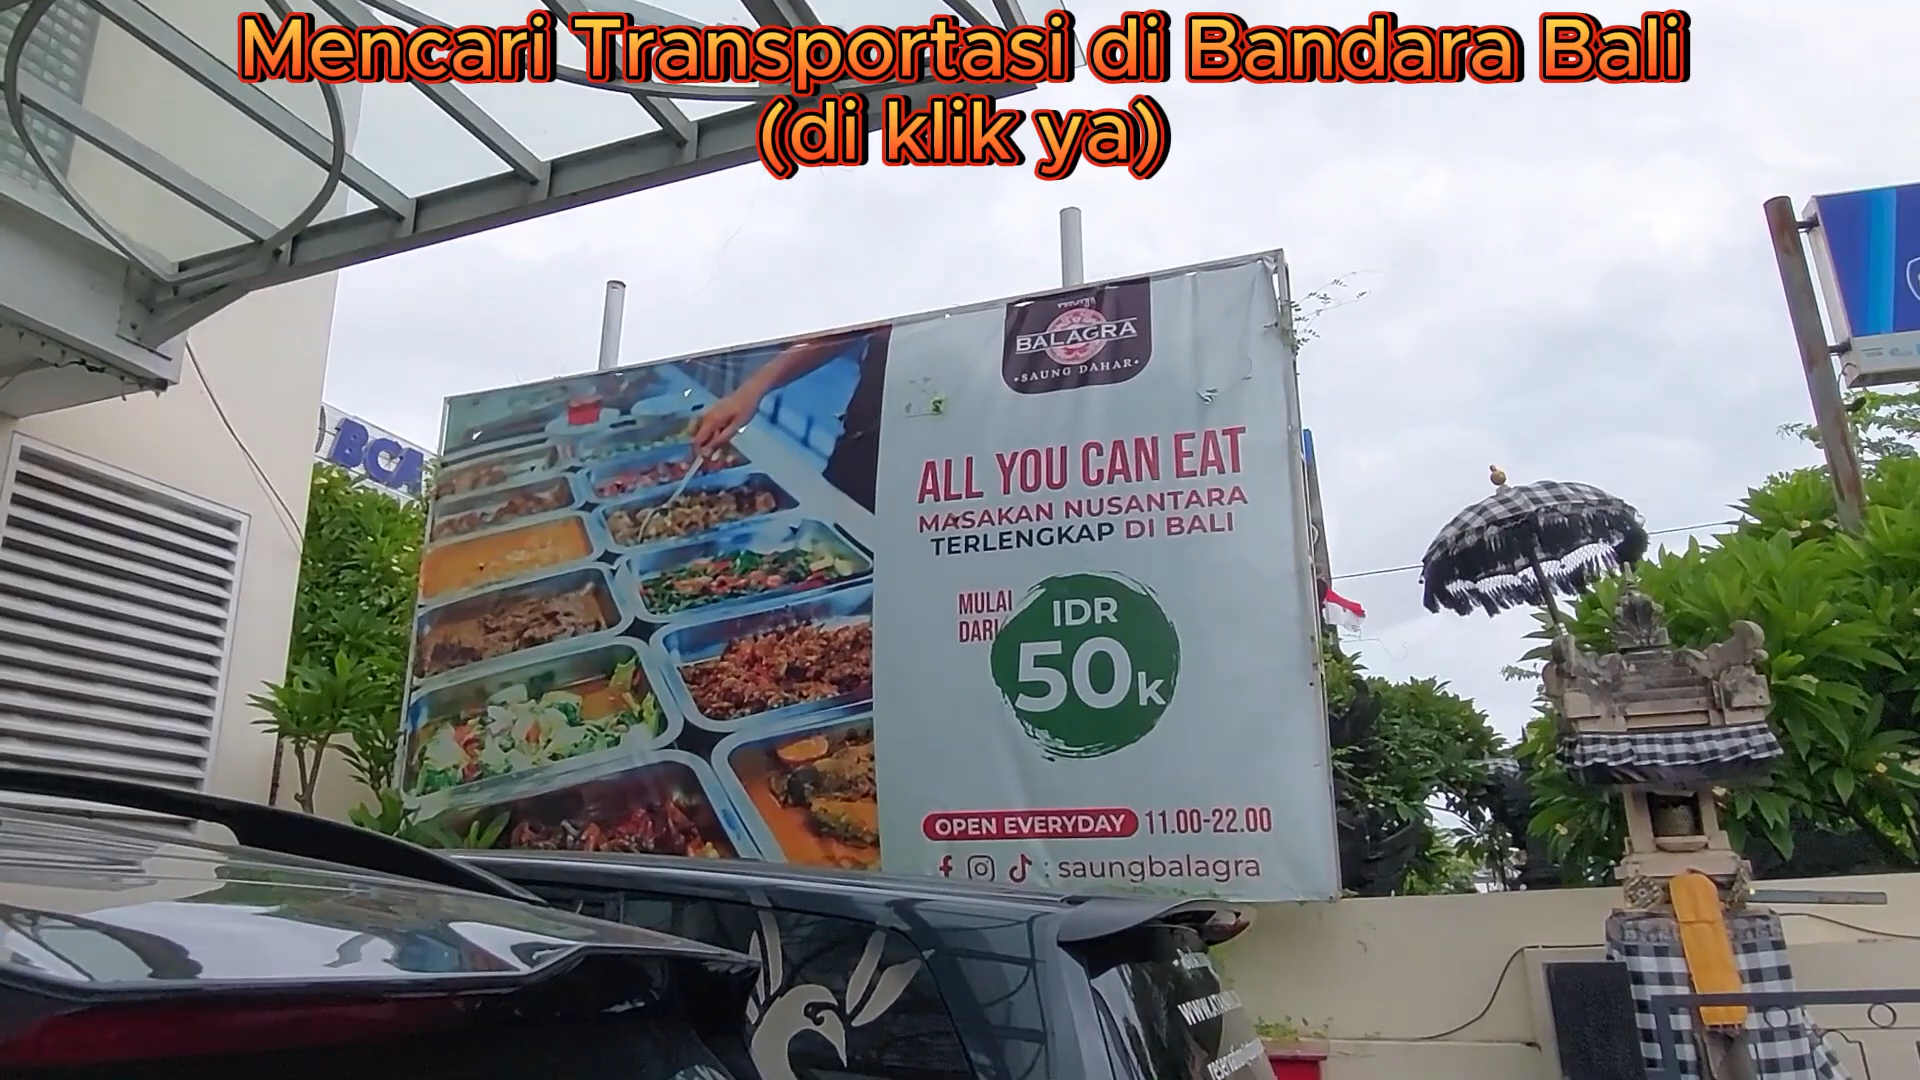 Mencari Transportasi di Bandara Bali
(di klik ya)
BALAGRA
•SAUNG DAHAR•
BCA
ALL YOU CAN EAT
MASAKAN NUSANTARA
TERLENGKAP DI BALI
MULAI
DARI
IDR
50K
OPEN EVERYDAY 11.00-22.00
: saungbalagra